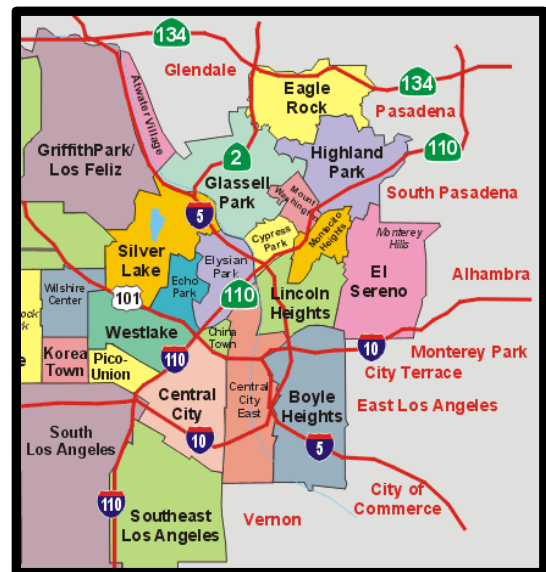 134
Glendale
134
Eagle
Rock
Pasadena
Atwater Village
GriffithPark/
Los Feliz
Highland
Park
110
2
Glassell
Park
Mount
Washington
South Pasadena
5
Silver
Lake
Cypress
Park
Montecito
Heights
Monterey
Hills
Elysian
Park
El
Sereno
Echo
Park
Alhambra
Wilshire
Center
101
110
Lincoln
Heights
Westlake
China
Town
Korea
Town
Pico-
Union
110
10
Monterey Park
City Terrace
Central
City
Central
City
East
Boyle
Heights
East Los Angeles
South
Los Angeles
10
5
110
City of
Commerce
Southeast
Los Angeles
Vernon